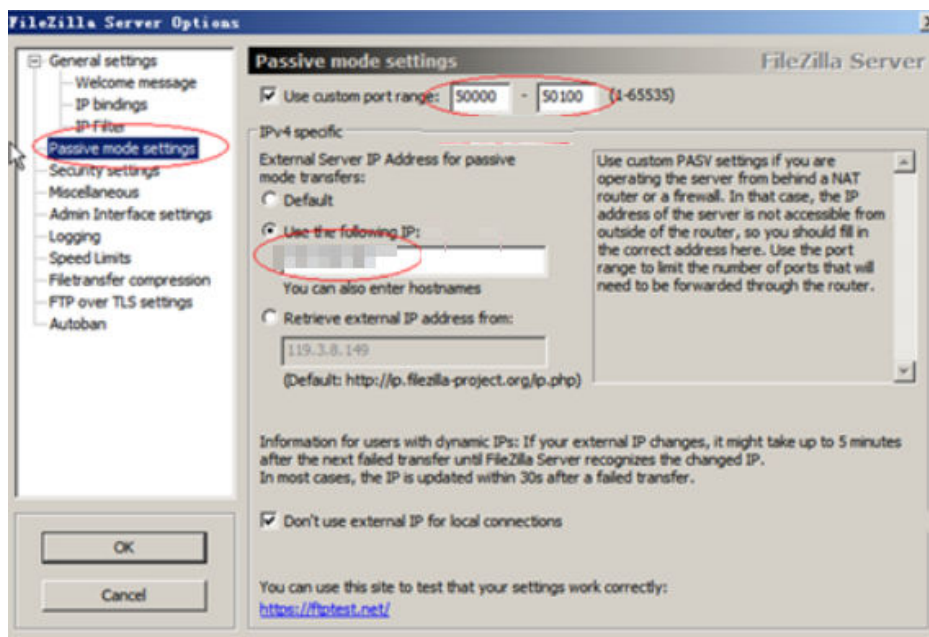 FileZilla Server Options
General settings
Welcome message
IP bindings
IP Filter
Passive mode settings
Security settings
Miscellaneous
Admin Interface settings
Logging
Speed Limits
Filetransfer compression
FTP over TLS settings
Autoban
OK
Cancel
Passive mode settings
FileZilla Server
Use custom port range: 50000 - 50100 (1-65535)
IPv4 specific
External Server IP Address for passive
mode transfers:
Default
Use the following IP:
You can also enter hostnames
Retrieve external IP address from:
119.3.8.149
(Default: http://ip.filezilla-project.org/ip.php)
Use custom PASV settings if you are
operating the server from behind a NAT
router or a firewall. In that case, the IP
address of the server is not accessible from
outside of the router, so you should fill in
the correct address here. Use the port
range to limit the number of ports that will
need to be forwarded through the router.
Information for users with dynamic IPs: If your external IP changes, it might take up to 5 minutes
after the next failed transfer until FileZilla Server recognizes the changed IP.
In most cases, the IP is updated within 30s after a failed transfer.
Don't use external IP for local connections
You can use this site to test that your settings work correctly:
https://ftptest.net/